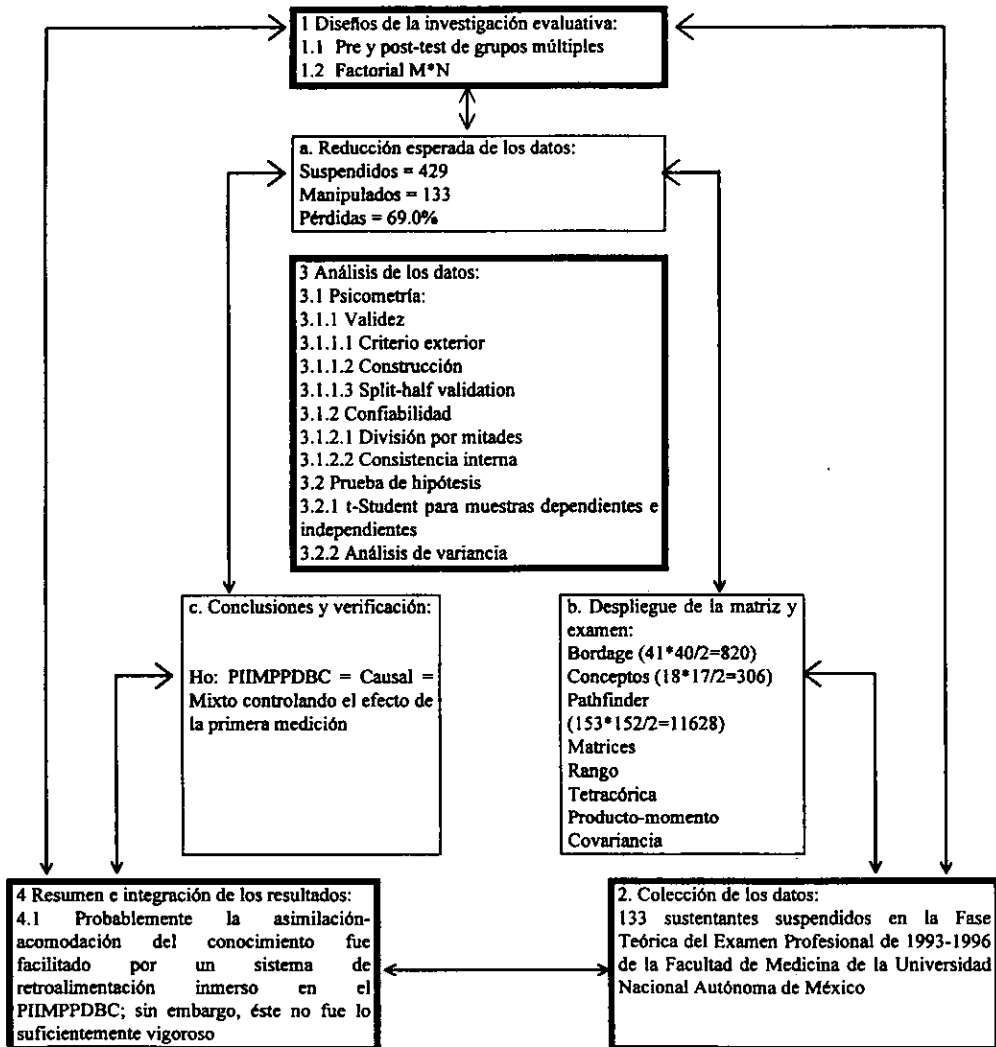 1 Diseños de la investigación evaluativa:
1.1 Pre y post-test de grupos múltiples
1.2 Factorial M*N
a. Reducción esperada de los datos:
Suspendidos = 429
Manipulados = 133
Pérdidas = 69.0%
3 Análisis de los datos:
3.1 Psicometría:
3.1.1 Validez
3.1.1.1 Criterio exterior
3.1.1.2 Construcción
3.1.1.3 Split-half validation
3.1.2 Confiabilidad
3.1.2.1 División por mitades
3.1.2.2 Consistencia interna
3.2 Prueba de hipótesis
3.2.1 t-Student para muestras dependientes e
independientes
3.2.2 Análisis de variancia
c. Conclusiones y verificación:
Ho: PIIMPPDBC = Causal =
Mixto controlando el efecto de
la primera medición
b. Despliegue de la matriz y
examen:
Bordage (41*40/2=820)
Conceptos (18*17/2=306)
Pathfinder
(153*152/2=11628)
Matrices
Rango
Tetracórica
Producto-momento
Covariancia
4 Resumen e integración de los resultados:
4.1 Probablemente la asimilación-
acomodación del conocimiento fue
facilitado por un sistema de
retroalimentación inmerso en el
PIIMPPDBC; sin embargo, éste no fue lo
suficientemente vigoroso
2. Colección de los datos:
133 sustentantes suspendidos en la Fase
Teórica del Examen Profesional de 1993-1996
de la Facultad de Medicina de la Universidad
Nacional Autónoma de México